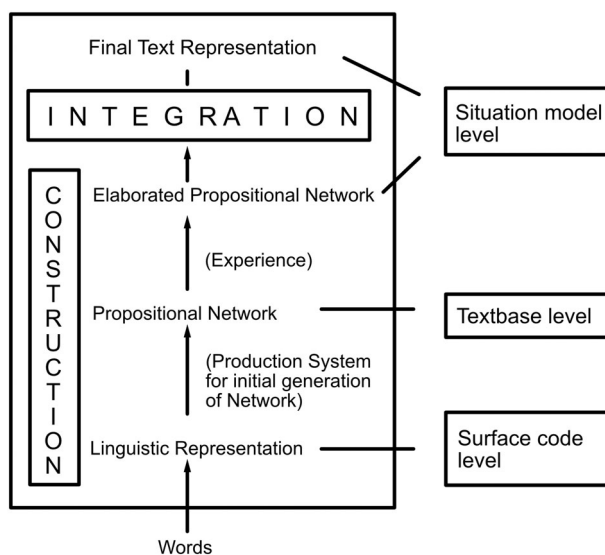 Final Text Representation
INTEGRATION
CONSTRUCTION
Elaborated Propositional Network
(Experience)
Propositional Network
(Production System
for initial generation
of Network)
Linguistic Representation
Words
Situation model
level
Textbase level
Surface code
level